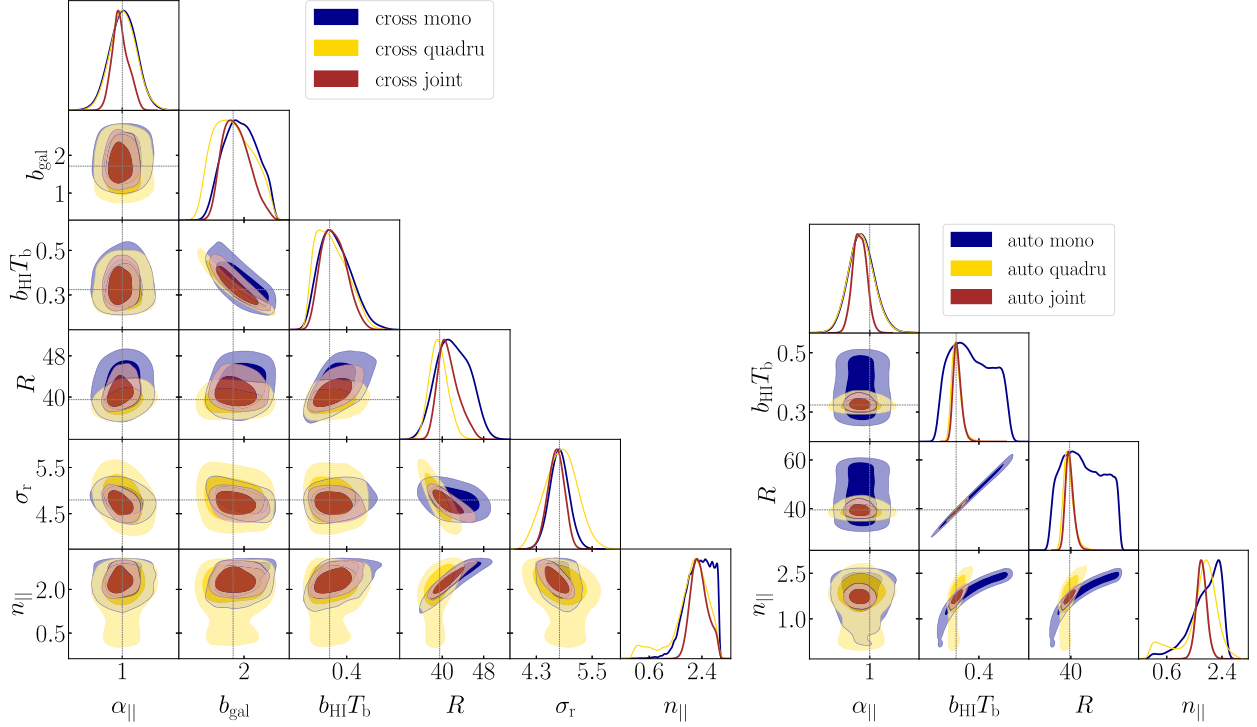 cross mono
cross quadru
cross joint
2
1
b_gal
0.5
0.3
b_HI T_b
48
40
R
5.5
4.5
σ_r
2.0
0.5
n_||
1
2
0.4
40 48
4.3 5.5
0.6 2.4
α_|| b_gal b_HI T_b R σ_r n_||
auto mono
auto quadru
auto joint
0.5
0.3
b_HI T_b
60
40
R
2.5
1.0
n_||
1
0.4
40
0.6 2.4
α_|| b_HI T_b R n_||